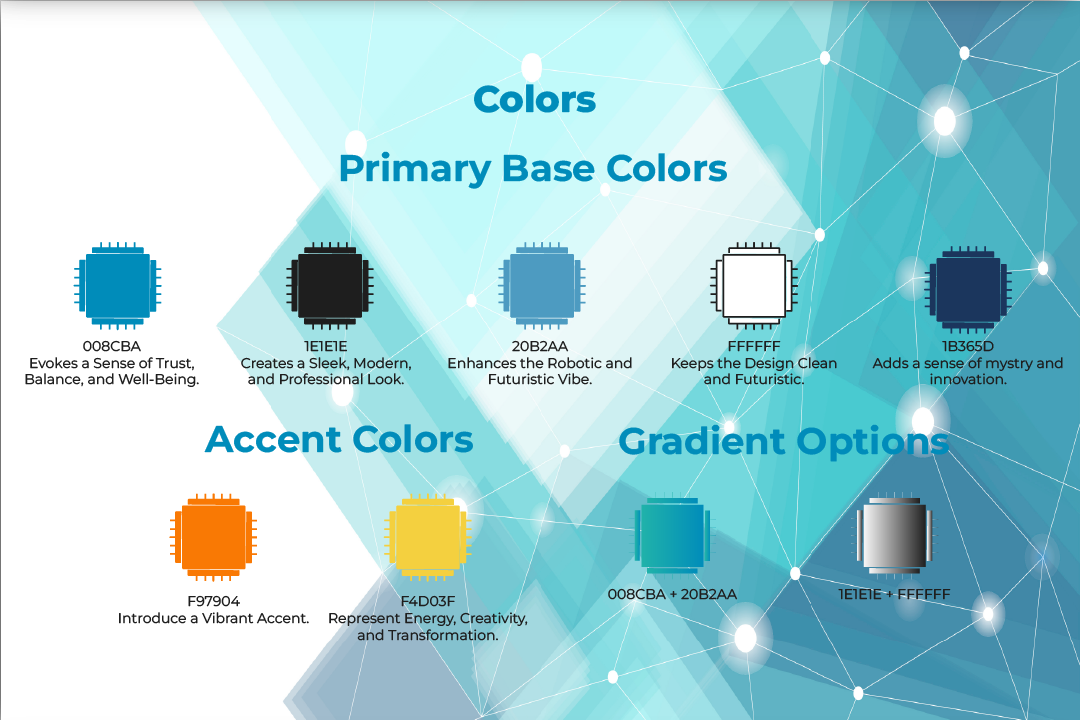 Colors
Primary Base Colors
008CBA
Evokes a Sense of Trust,
Balance, and Well-Being.
1E1E1E
Creates a Sleek, Modern,
and Professional Look.
20B2AA
Enhances the Robotic and
Futuristic Vibe.
FFFFFF
Keeps the Design Clean
and Futuristic.
1B365D
Adds a sense of mystry and
innovation.
Accent Colors
F97904
Introduce a Vibrant Accent.
F4D03F
Represent Energy, Creativity,
and Transformation.
Gradient Options
008CBA + 20B2AA
1E1E1E + FFFFFF